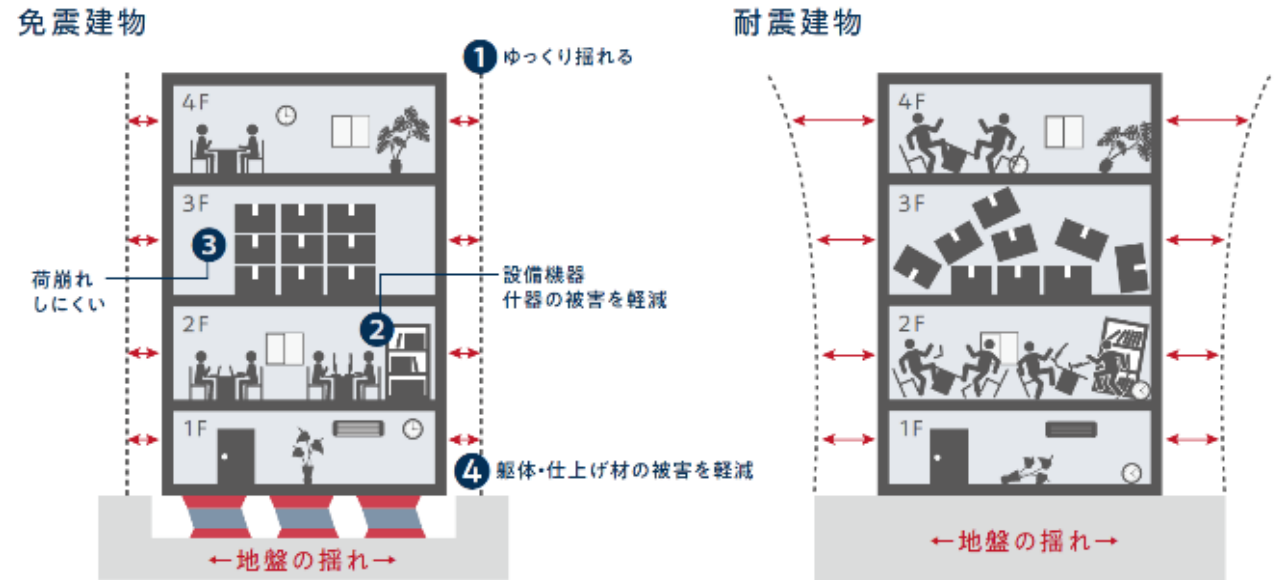 免震建物
耐震建物
❶ ゆっくり揺れる
4F
3F
❸
荷崩れ
しにくい
設備機器
什器の被害を軽減
2F
❷
1F
❹ 躯体・仕上げ材の被害を軽減
←地盤の揺れ→
4F
3F
2F
1F
←地盤の揺れ→